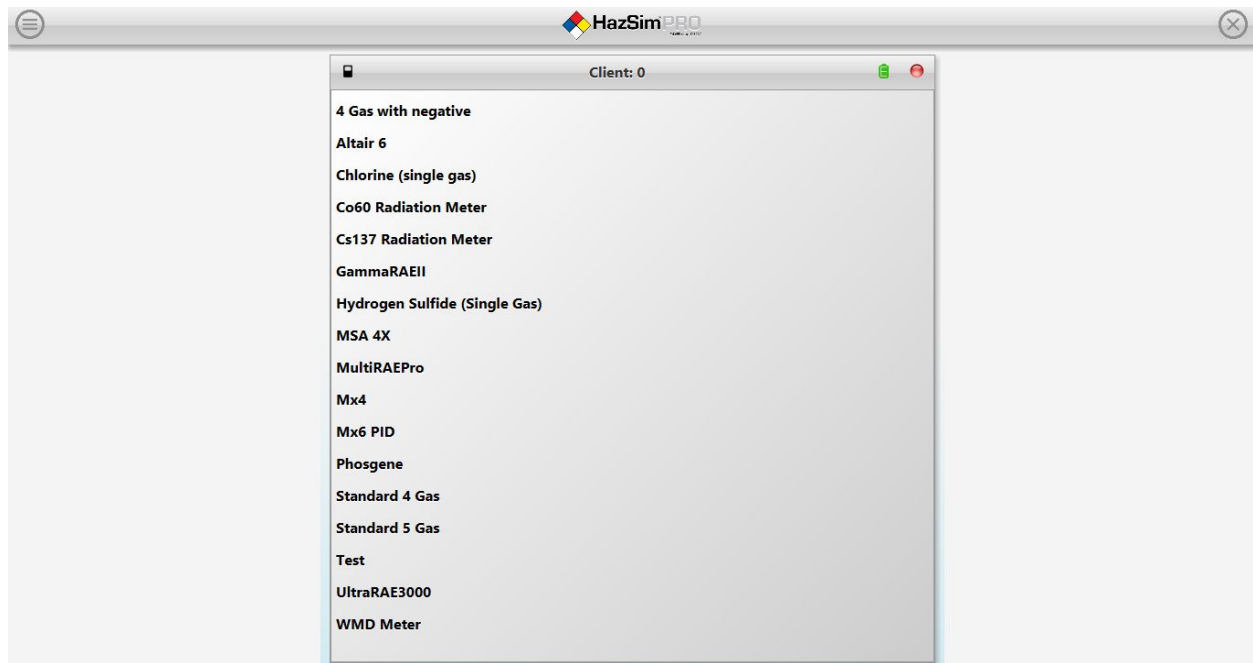 HazSim PRO
Client: 0
4 Gas with negative
Altair 6
Chlorine (single gas)
Co60 Radiation Meter
Cs137 Radiation Meter
GammaRAEII
Hydrogen Sulfide (Single Gas)
MSA 4X
MultiRAEPro
Mx4
Mx6 PID
Phosgene
Standard 4 Gas
Standard 5 Gas
Test
UltraRAE3000
WMD Meter